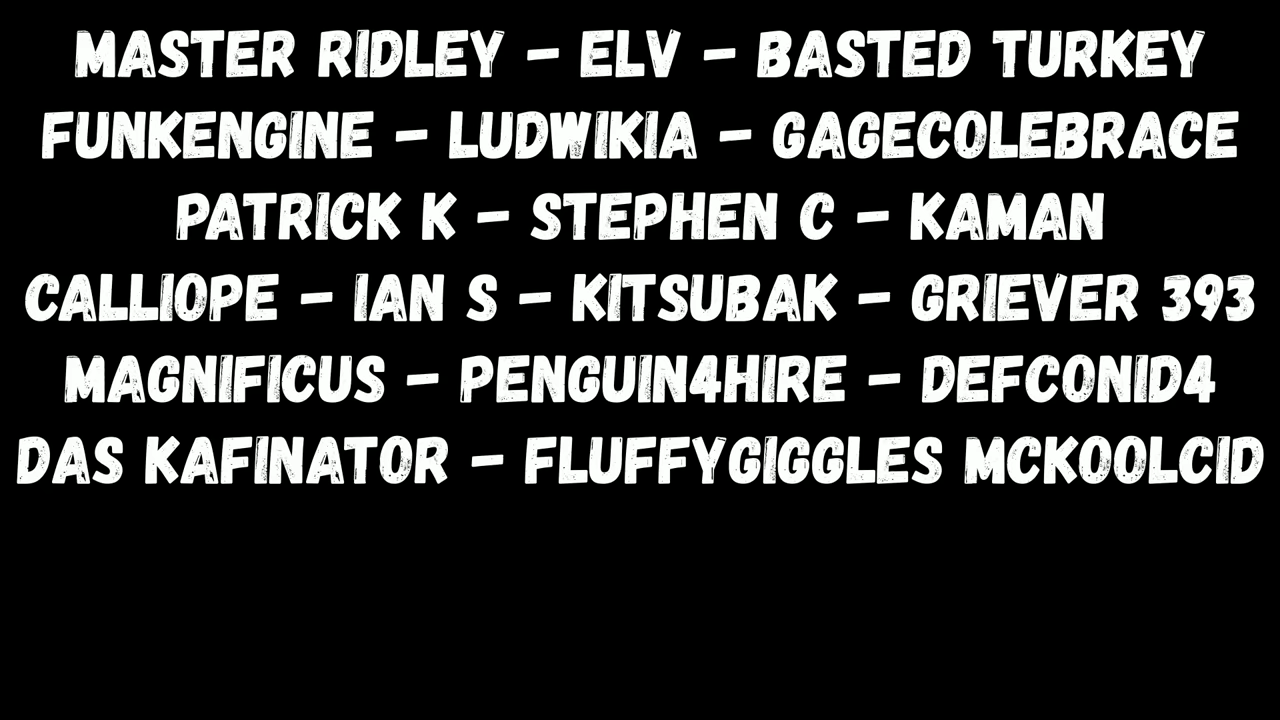 MASTER RIDLEY - ELV - BASTED TURKEY
FUNKENGINE - LUDWIKIA - GAGECOLEBRACE
PATRICK K - STEPHEN C - KAMAN
CALLIOPE - IAN S - KITSUBAK - GRIEVER 393
MAGNIFICUS - PENGUIN4HIRE - DEFCONID4
DAS KAFINATOR - FLUFFYGIGGLES MCKOOLCID